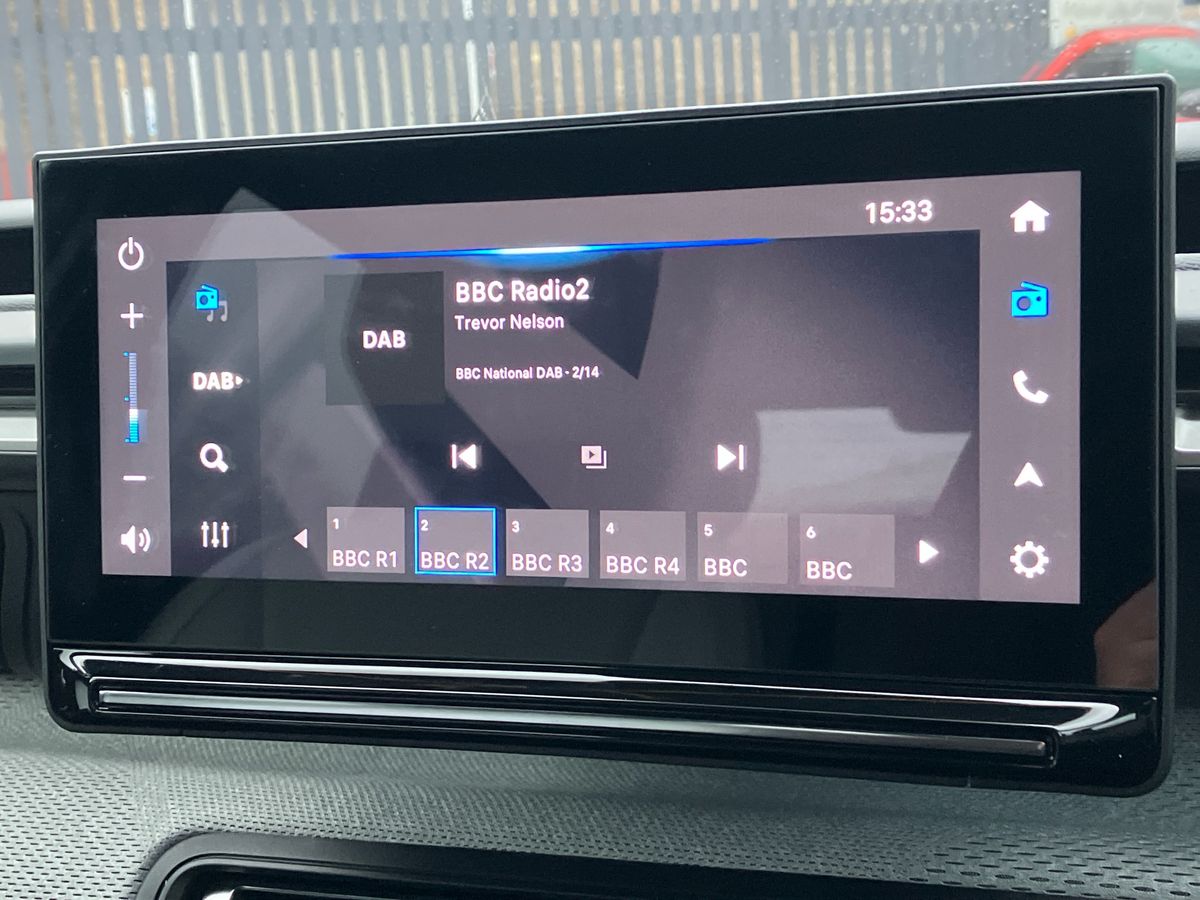 15:33
BBC Radio2
Trevor Nelson
DAB
BBC National DAB - 2/14
DAB
1
BBC R1
2
BBC R2
3
BBC R3
4
BBC R4
5
BBC
6
BBC